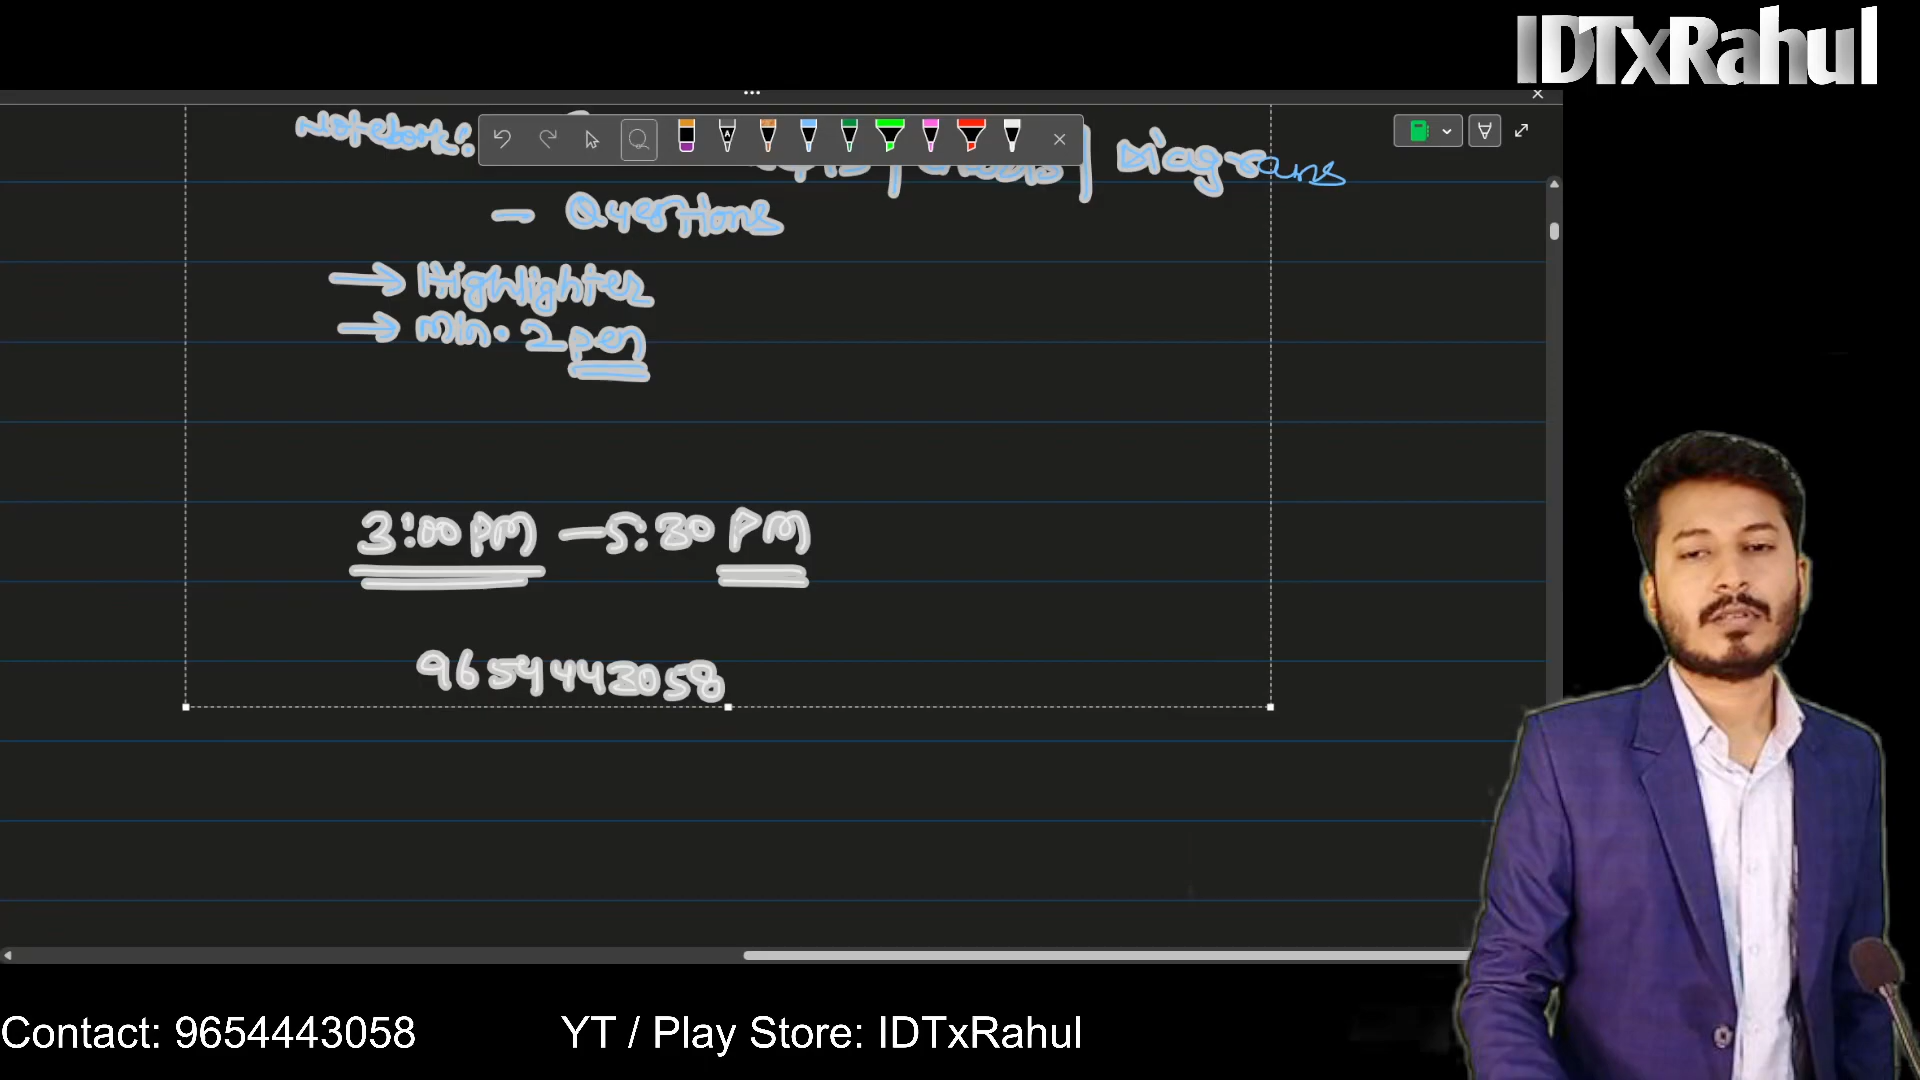 IDTxRahul
Notebook:
Diagrans
— Questions
→ Highlighter
→ Min. 2 pen
3:00 PM — 5:30 PM
9654443058
Contact: 9654443058
YT / Play Store: IDTxRahul